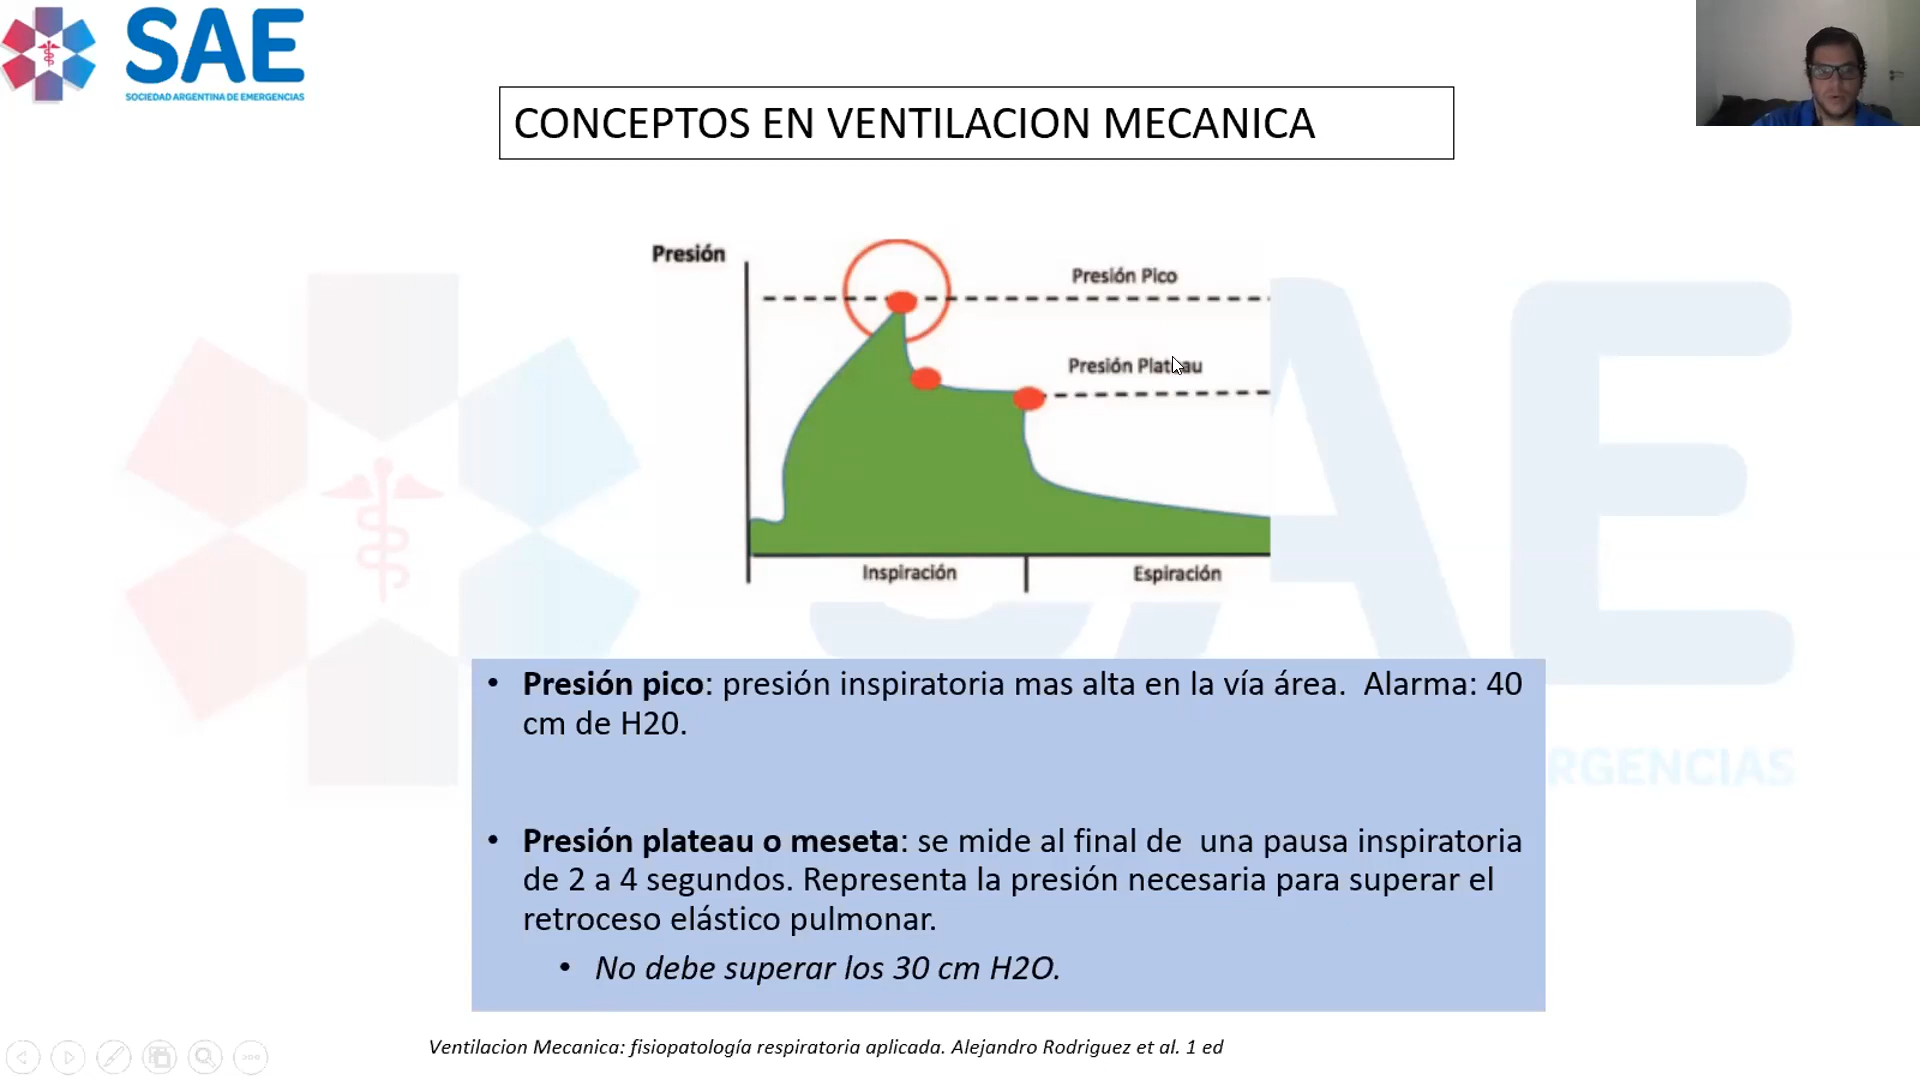 SAE
SOCIEDAD ARGENTINA DE EMERGENCIAS
CONCEPTOS EN VENTILACION MECANICA
Presión
Presión Pico
Presión Plateau
Inspiración
Espiración
AE
RGENCIAS
• Presión pico: presión inspiratoria mas alta en la vía área. Alarma: 40
cm de H20.
• Presión plateau o meseta: se mide al final de una pausa inspiratoria
de 2 a 4 segundos. Representa la presión necesaria para superar el
retroceso elástico pulmonar.
• No debe superar los 30 cm H2O.
Ventilacion Mecanica: fisiopatología respiratoria aplicada. Alejandro Rodriguez et al. 1 ed